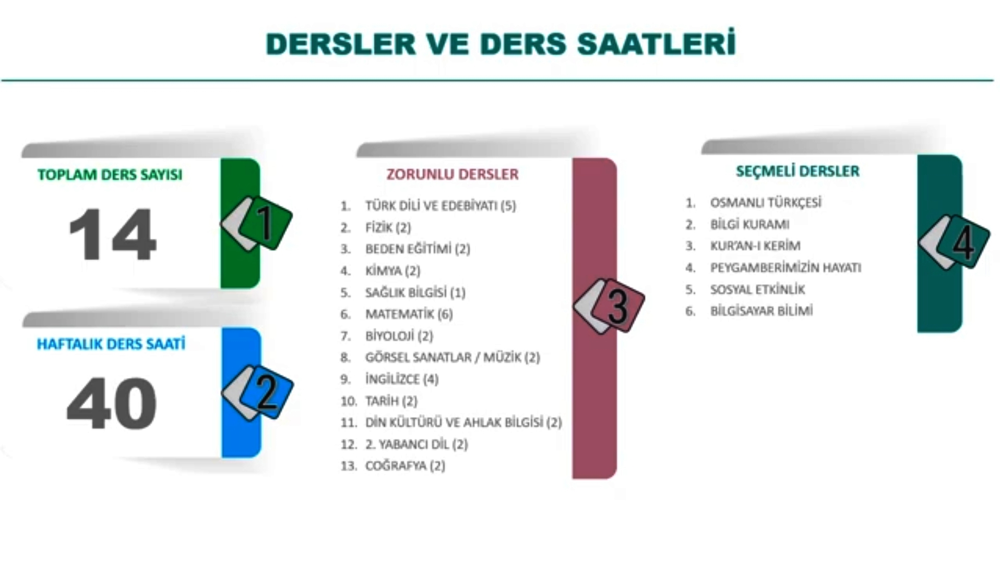 DERSLER VE DERS SAATLERİ
TOPLAM DERS SAYISI
14
1
HAFTALIK DERS SAATİ
40
2
ZORUNLU DERSLER
1. TÜRK DİLİ VE EDEBİYATI (5)
2. FİZİK (2)
3. BEDEN EĞİTİMİ (2)
4. KİMYA (2)
5. SAĞLIK BİLGİSİ (1)
6. MATEMATİK (6)
7. BİYOLOJİ (2)
8. GÖRSEL SANATLAR / MÜZİK (2)
9. İNGİLİZCE (4)
10. TARİH (2)
11. DİN KÜLTÜRÜ VE AHLAK BİLGİSİ (2)
12. 2. YABANCI DİL (2)
13. COĞRAFYA (2)
3
SEÇMELİ DERSLER
1. OSMANLI TÜRKÇESİ
2. BİLGİ KURAMI
3. KUR'AN-I KERİM
4. PEYGAMBERİMİZİN HAYATI
5. SOSYAL ETKİNLİK
6. BİLGİSAYAR BİLİMİ
4